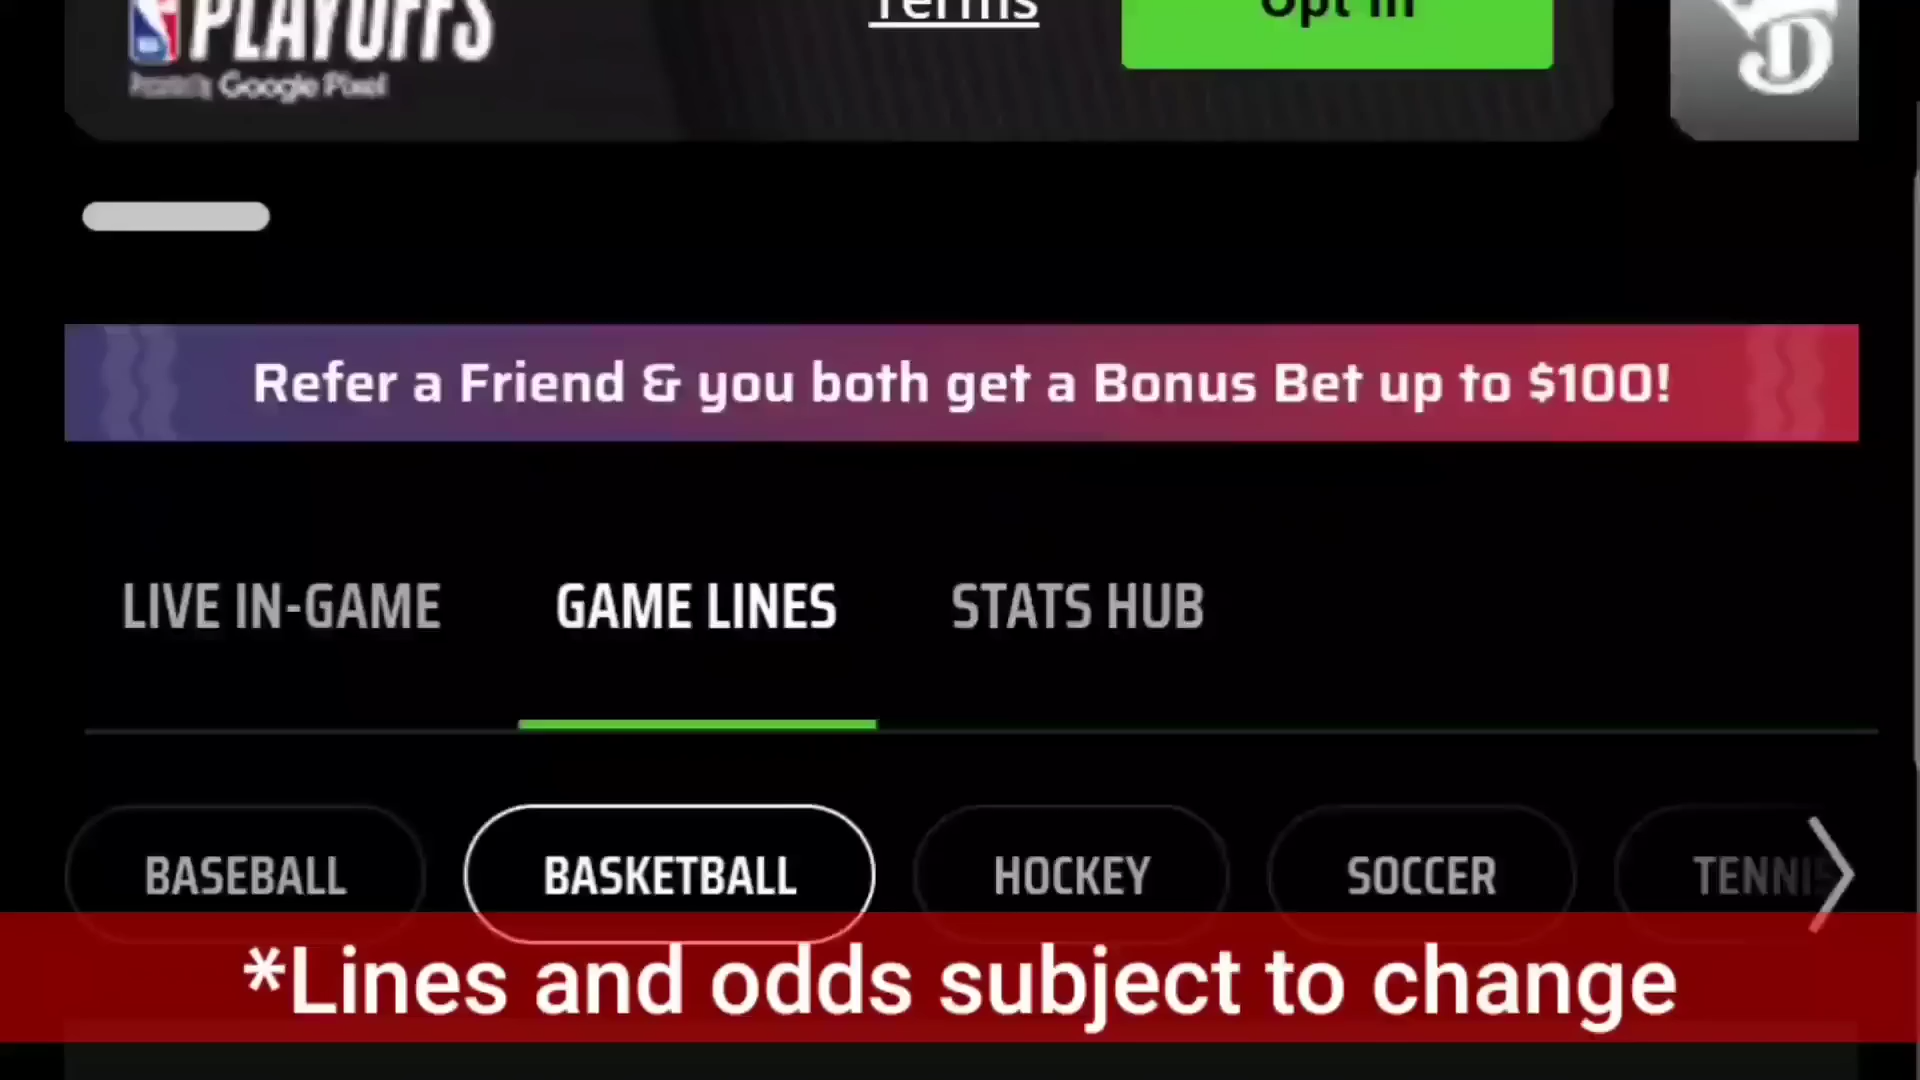 PLAYOFFS
Terms
Opt In
Google Pixel
Refer a Friend & you both get a Bonus Bet up to $100!
LIVE IN-GAME
GAME LINES
STATS HUB
BASEBALL
BASKETBALL
HOCKEY
SOCCER
TENNIS
*Lines and odds subject to change